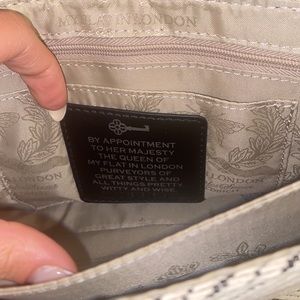 MY FLAT IN LONDON
BY APPOINTMENT
TO HER MAJESTY
THE QUEEN OF
MY FLAT IN LONDON
PURVEYORS OF
GREAT STYLE AND
ALL THINGS PRETTY
WITTY AND WISE
LONDON